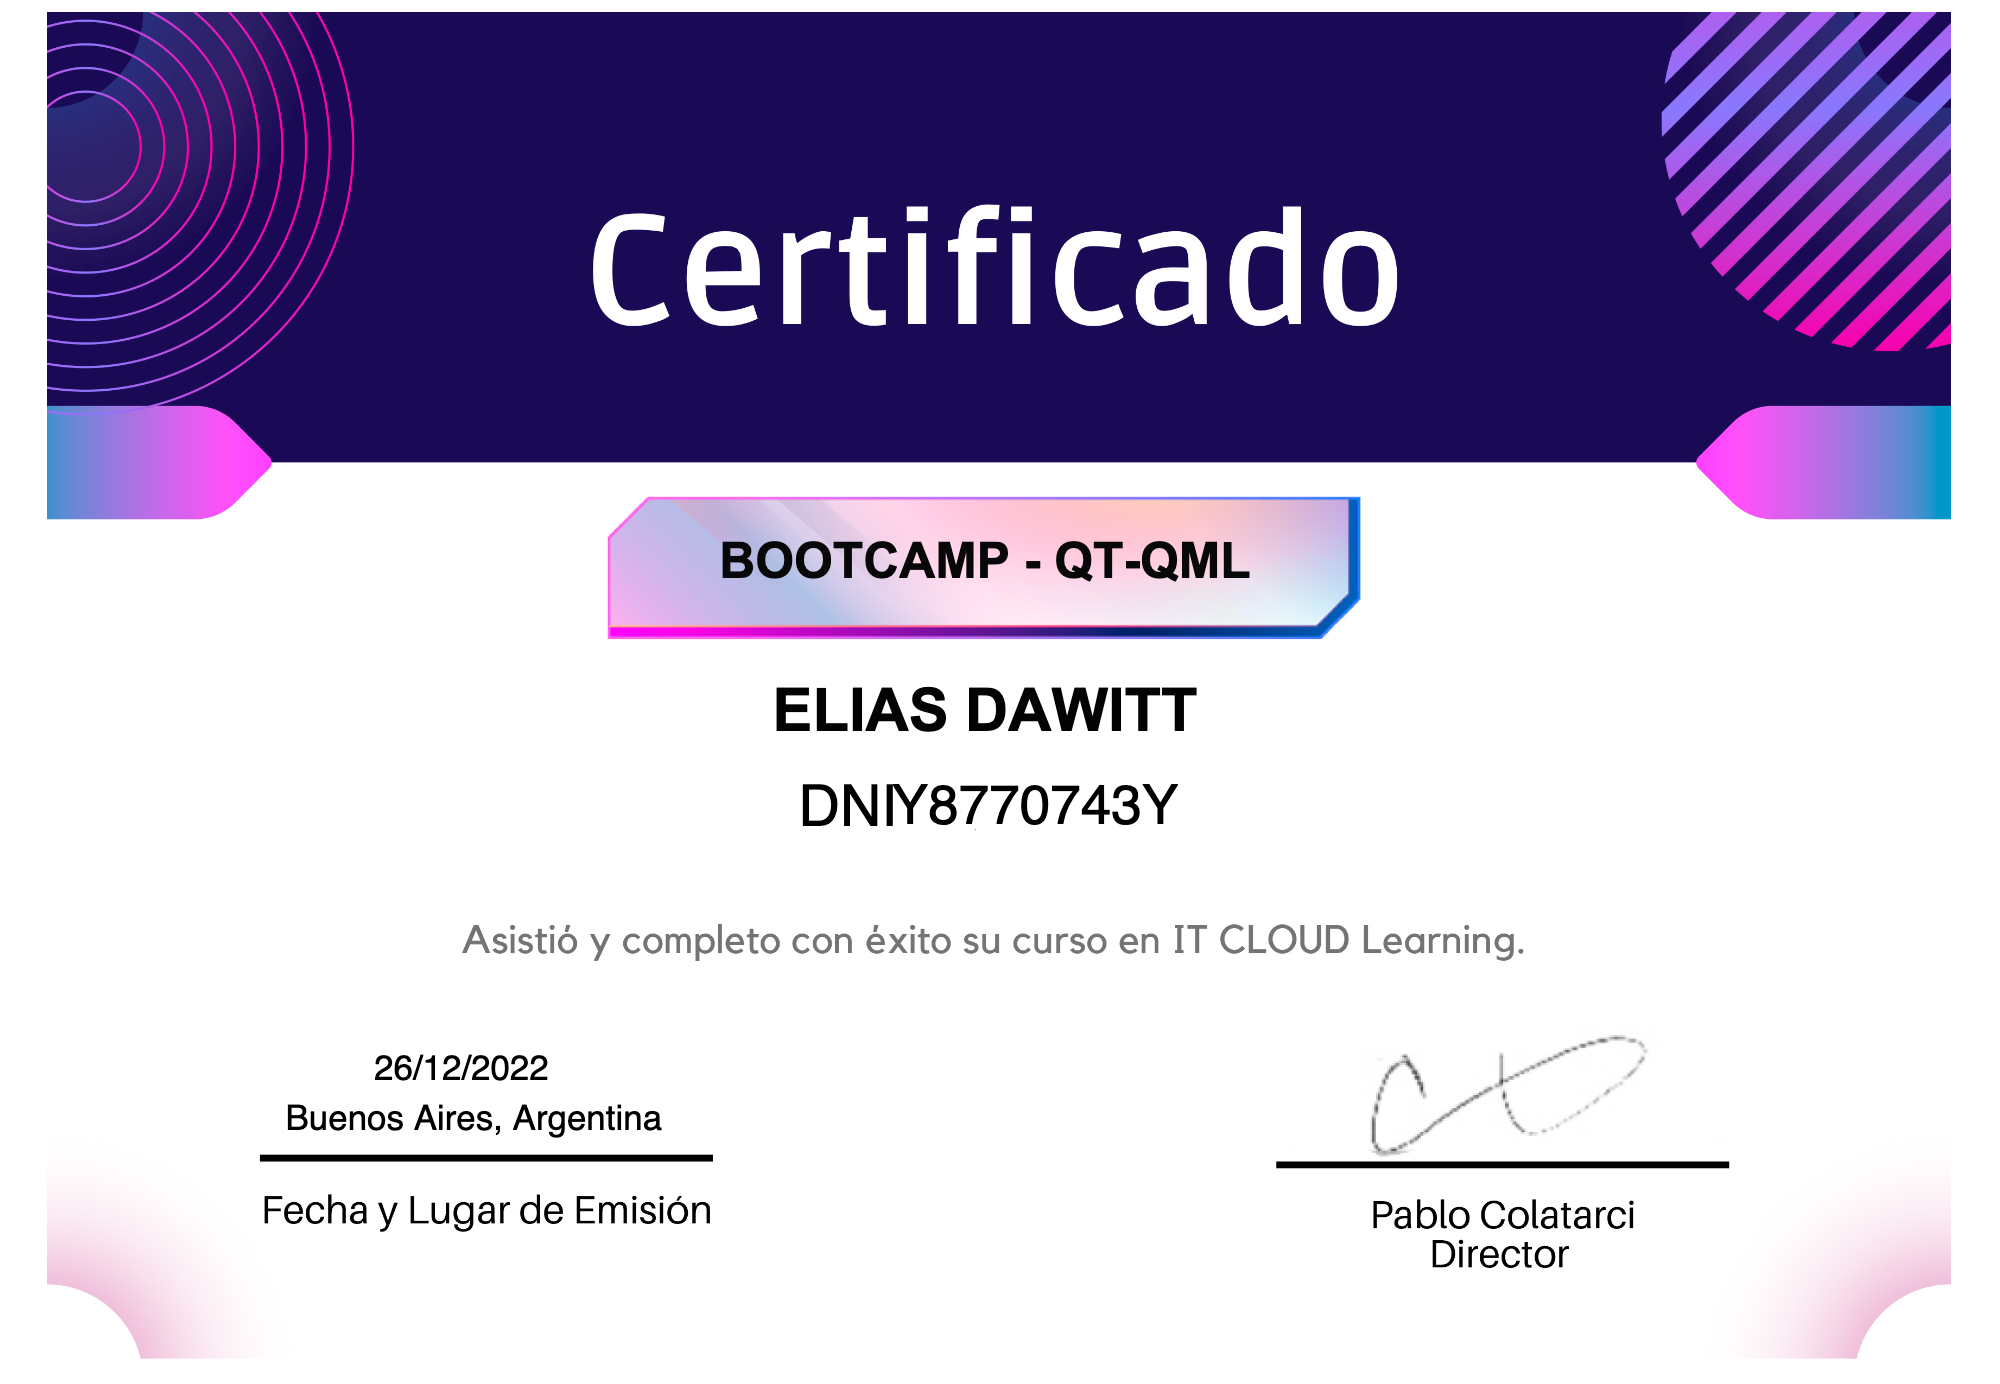 Certificado
BOOTCAMP - QT-QML
ELIAS DAWITT
DNIY8770743Y
Asistió y completo con éxito su curso en IT CLOUD Learning.
26/12/2022
Buenos Aires, Argentina
Fecha y Lugar de Emisión
Pablo Colatarci
Director